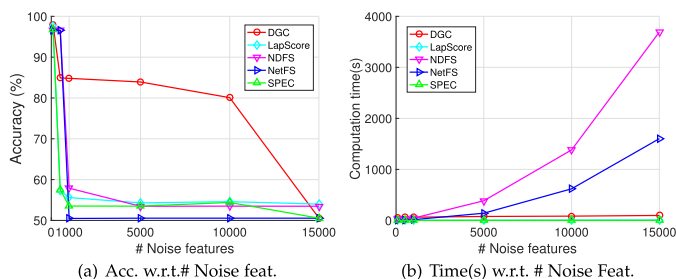 100
90
80
70
60
50
Accuracy (%)
DGC
LapScore
NDFS
NetFS
SPEC
0 1000 5000 10000 15000
# Noise features
(a) Acc. w.r.t.# Noise feat.
4000
3000
2000
1000
0
Computation time(s)
DGC
LapScore
NDFS
NetFS
SPEC
0 1000 5000 10000 15000
# Noise features
(b) Time(s) w.r.t. # Noise Feat.